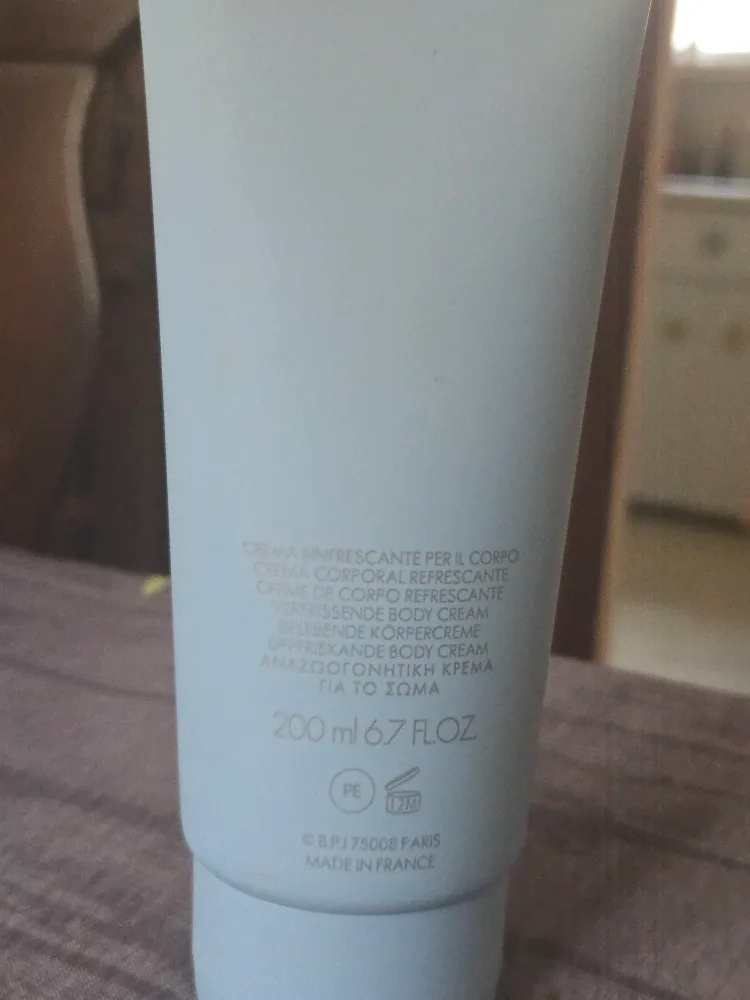 CREMA RINFRESCANTE PER IL CORPO
CREMA CORPORAL REFRESCANTE
CREME DE CORPO REFRESCANTE
VERFRISSENDE BODY CREAM
BELEBENDE KÖRPERCREME
UPPFRISKANDE BODY CREAM
ΑΝΑΖΩΟΓΟΝΗΤΙΚΗ ΚΡΕΜΑ
ΓΙΑ ΤΟ ΣΩΜΑ
200 ml 6.7 FL.OZ.
PE
12M
© B.P.I 75008 PARIS
MADE IN FRANCE